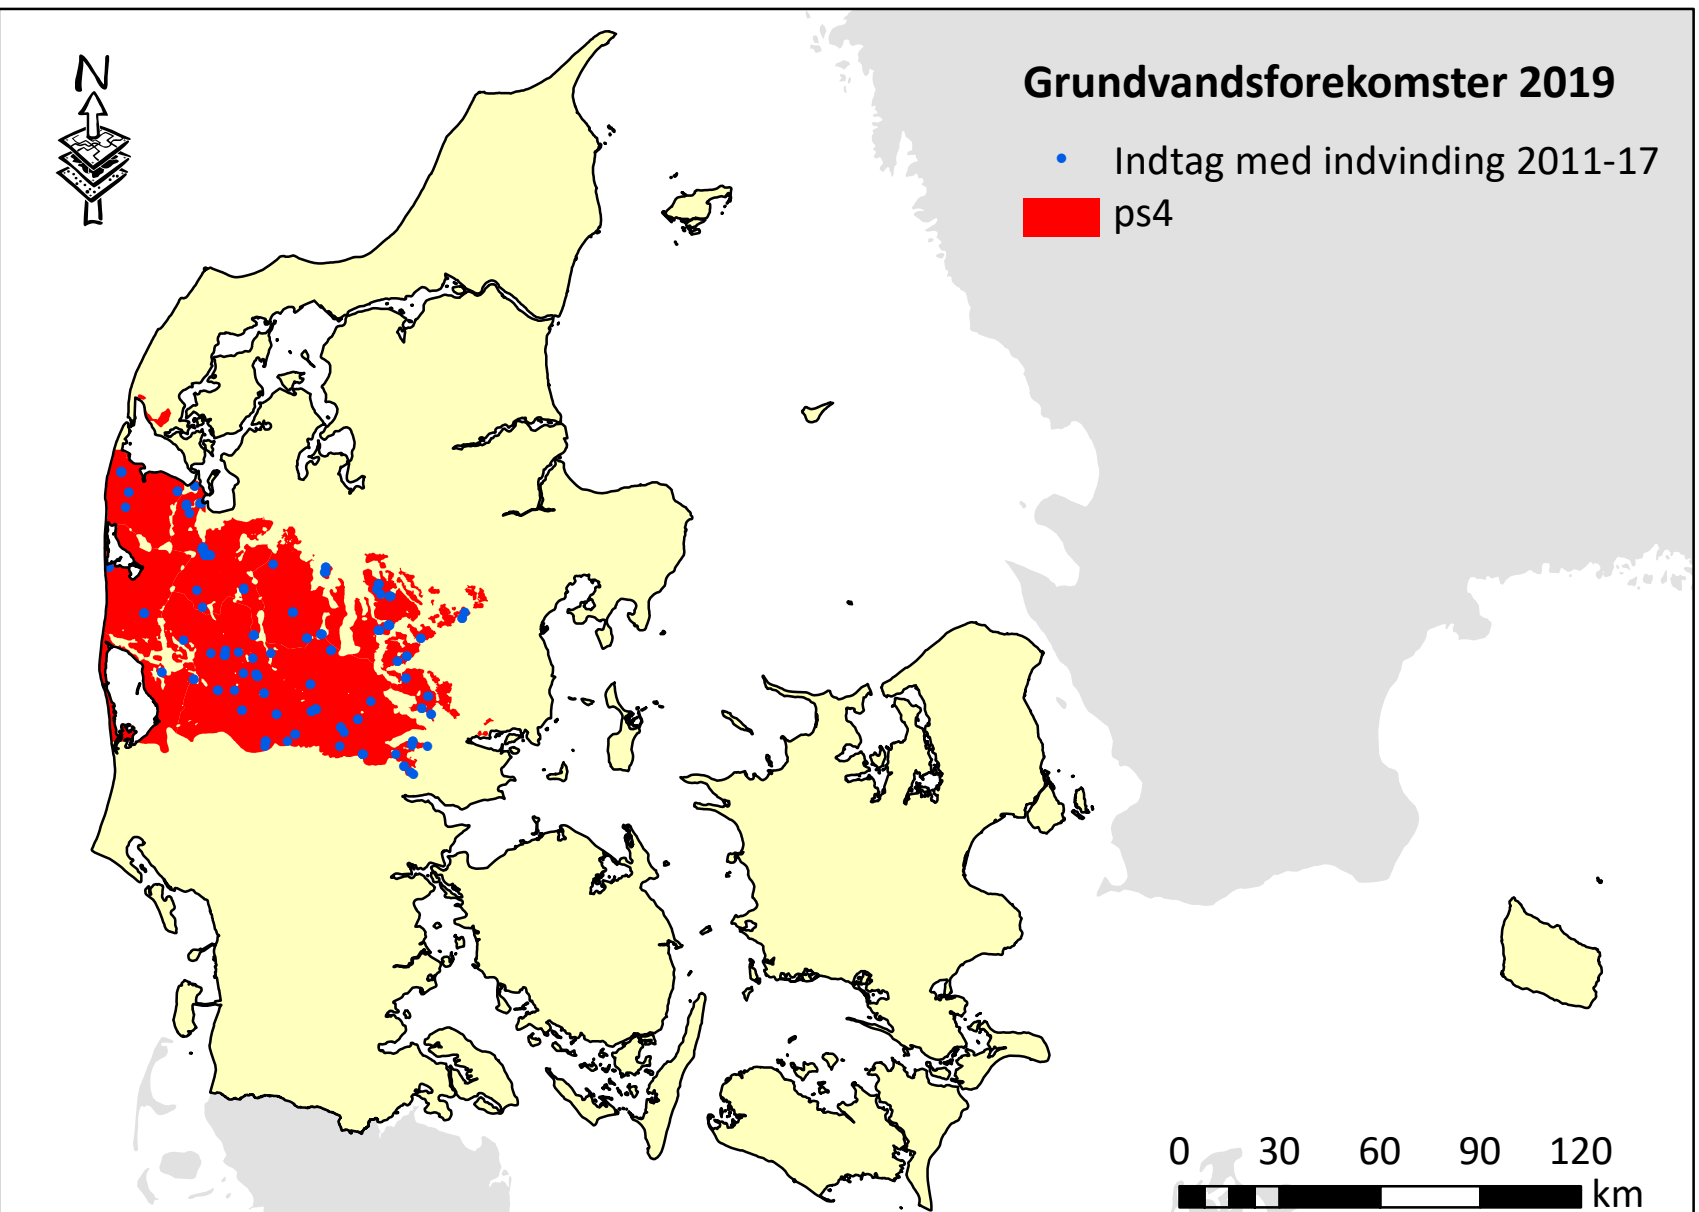 N
Grundvandsforekomster 2019
Indtag med indvinding 2011-17
ps4
0 30 60 90 120
km